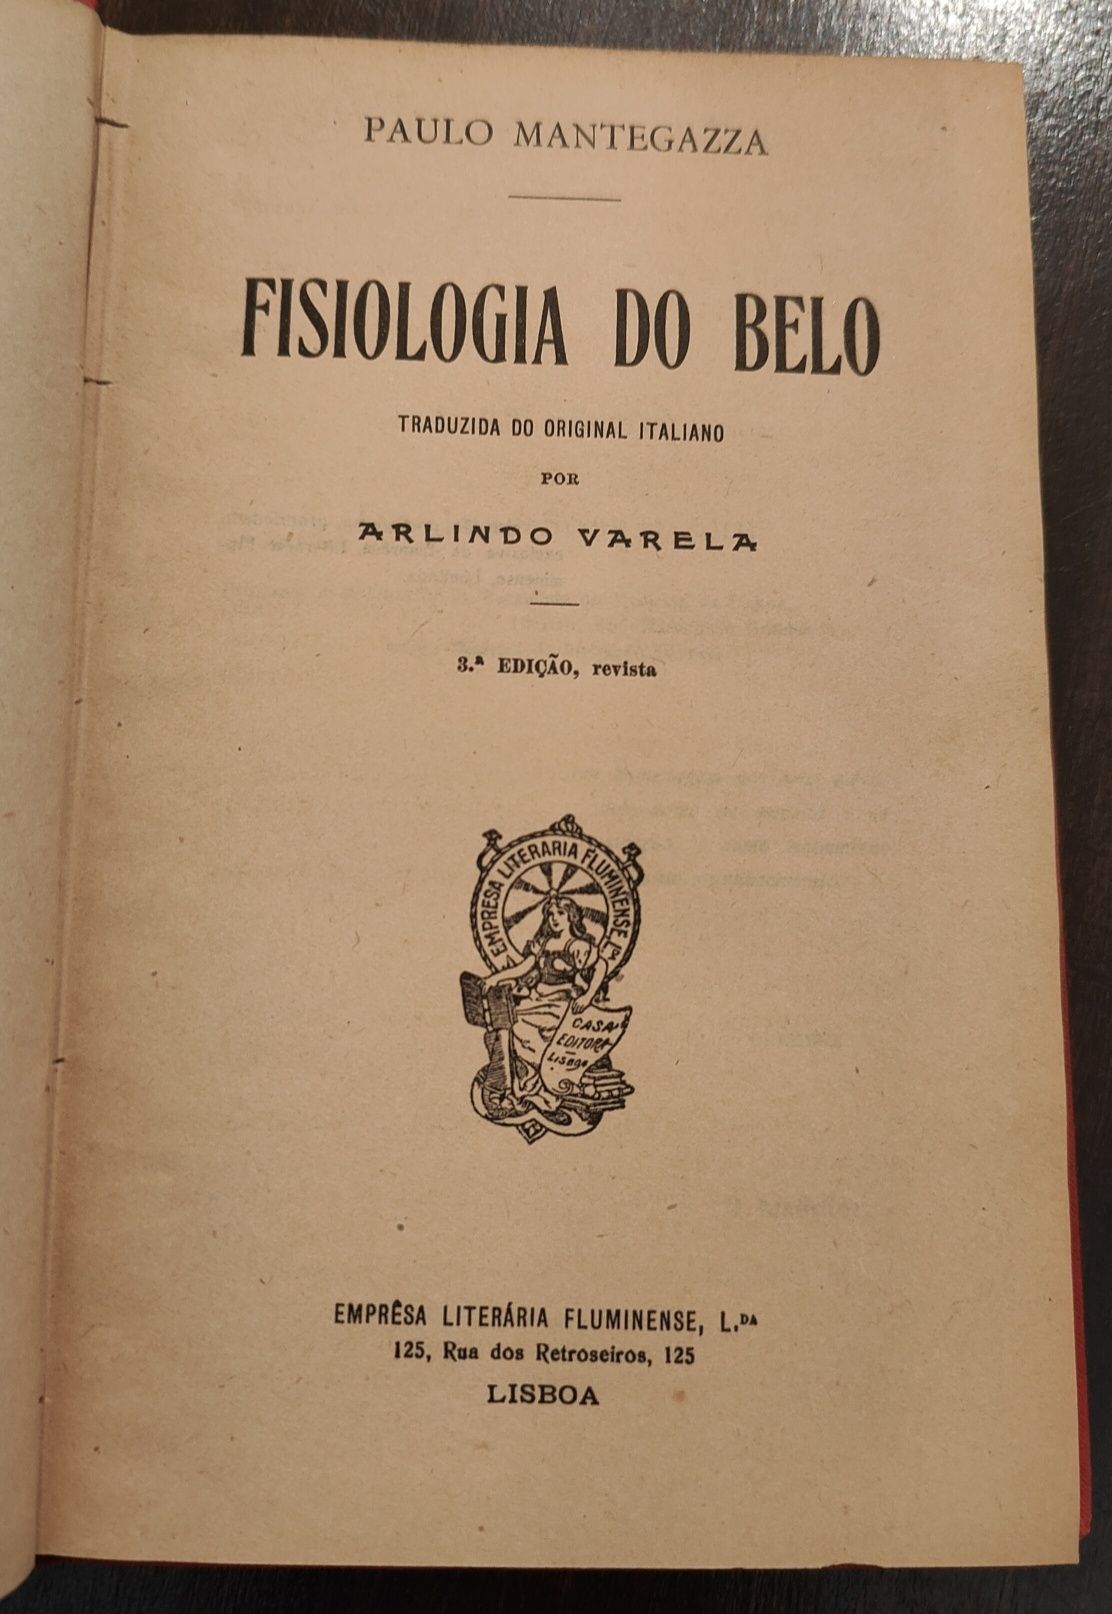 PAULO MANTEGAZZA
FISIOLOGIA DO BELO
TRADUZIDA DO ORIGINAL ITALIANO
POR
ARLINDO VARELA
3.ª EDIÇÃO, revista
EMPRESA LITERARIA FLUMINENSE, L.DA
CASA
EDITORA
LISBOA
EMPRÊSA LITERÁRIA FLUMINENSE, L.DA
125, Rua dos Retroseiros, 125
LISBOA